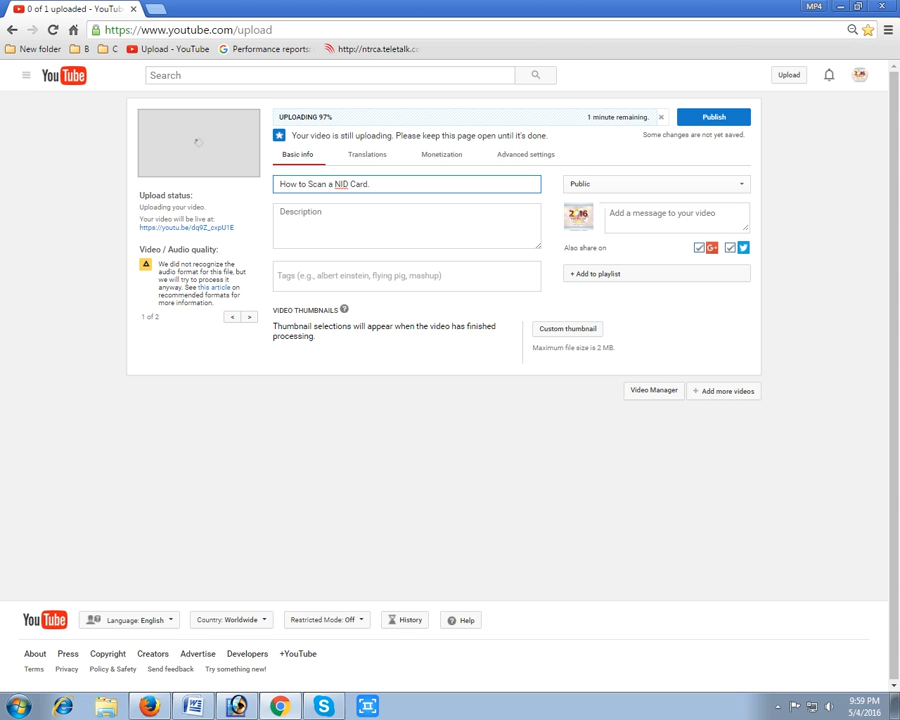 0 of 1 uploaded - YouTub
MP4
https://www.youtube.com/upload
New folder
B
C
Upload - YouTube
Performance reports
http://ntrca.teletalk.c
YouTube
Search
Upload
UPLOADING 97%
1 minute remaining.
Publish
Your video is still uploading. Please keep this page open until it's done.
Some changes are not yet saved.
Basic info
Translations
Monetization
Advanced settings
How to Scan a NID Card.
Public
Description
2016
Add a message to your video
Also share on
Tags (e.g., albert einstein, flying pig, mashup)
+ Add to playlist
Upload status:
Uploading your video.
Your video will be live at:
https://youtu.be/dq9Z_cxpU1E
Video / Audio quality:
We did not recognize the
audio format for this file, but
we will try to process it
anyway. See this article on
recommended formats for
more information.
1 of 2
< >
VIDEO THUMBNAILS ?
Thumbnail selections will appear when the video has finished
processing.
Custom thumbnail
Maximum file size is 2 MB.
Video Manager
+ Add more videos
YouTube
Language: English
Country: Worldwide
Restricted Mode: Off
History
Help
About
Press
Copyright
Creators
Advertise
Developers
+YouTube
Terms
Privacy
Policy & Safety
Send feedback
Try something new!
9:59 PM
5/4/2016